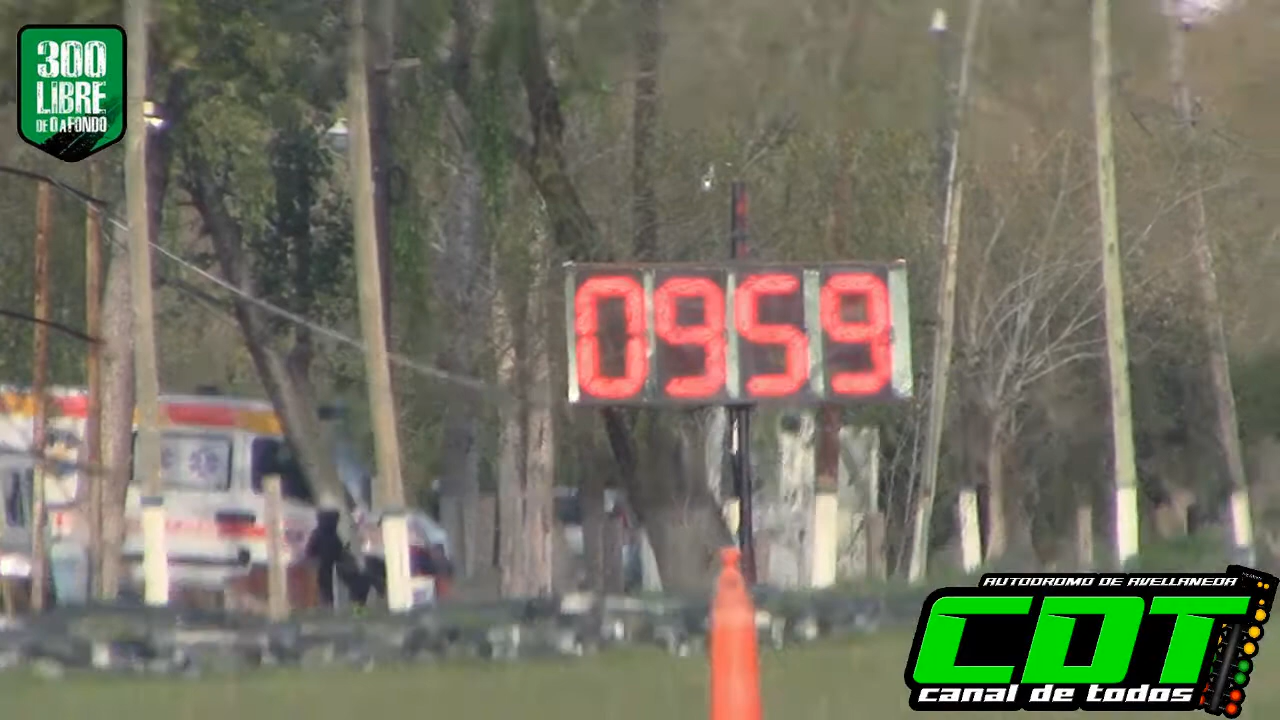 300
LIBRE
DE 0 A FONDO
0959
AUTODROMO DE AVELLANEDA
CDT
canal de todos